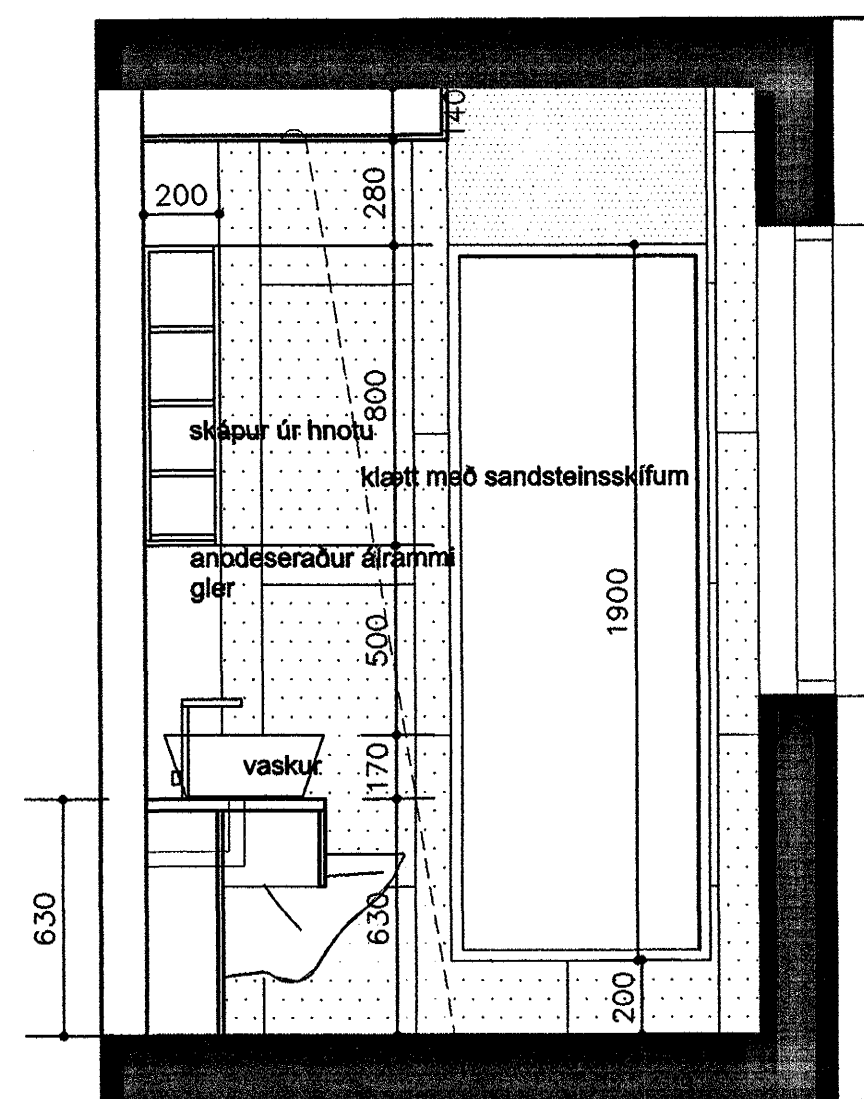 140
200
280
800
skápur úr hnotu
klætt með sandsteinsskífum
anodeseraður álrammi
gler
1900
500
vaskur
170
630
630
200